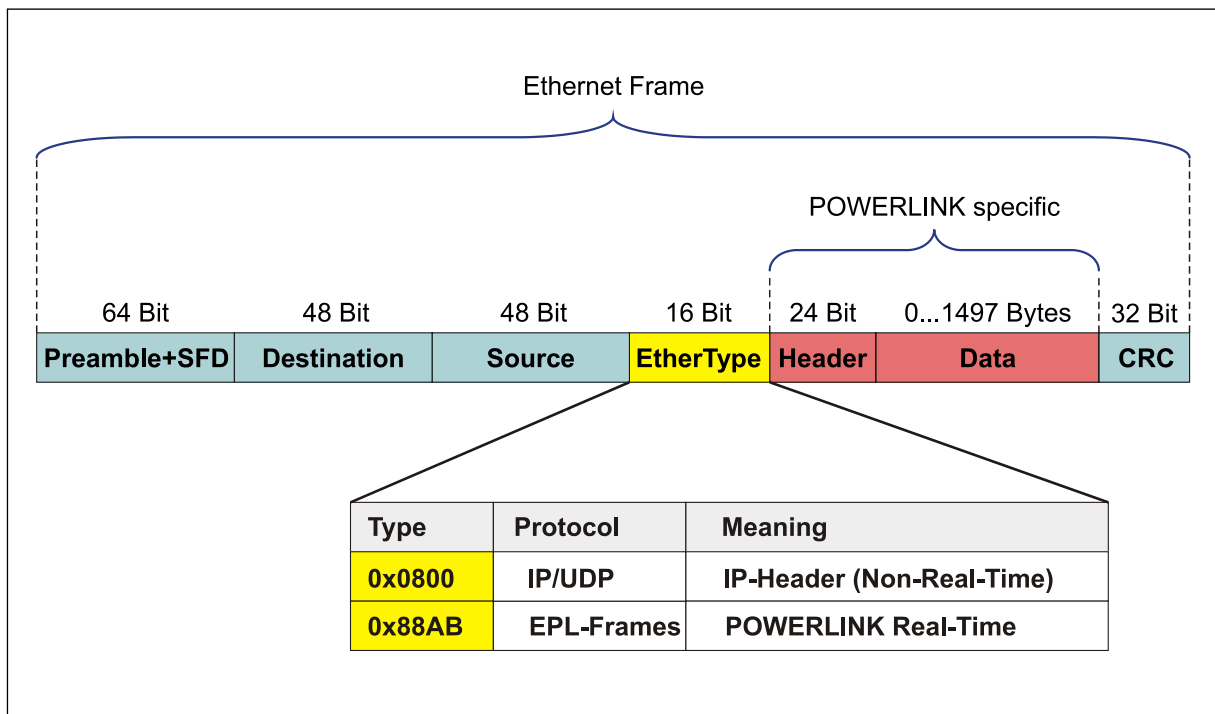 Ethernet Frame
POWERLINK specific
64 Bit 48 Bit 48 Bit 16 Bit 24 Bit 0...1497 Bytes 32 Bit
Preamble+SFD Destination Source EtherType Header Data CRC
Type Protocol Meaning
0x0800 IP/UDP IP-Header (Non-Real-Time)
0x88AB EPL-Frames POWERLINK Real-Time